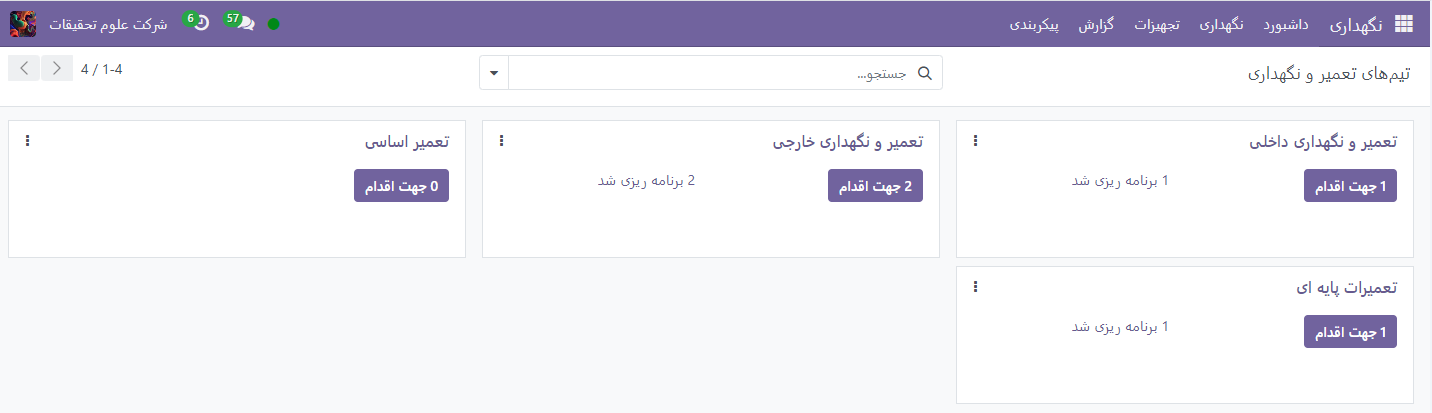 نگهداری داشبورد نگهداری تجهیزات گزارش پیکربندی 57 6 شرکت علوم تحقیقات
تیم‌های تعمیر و نگهداری جستجو... 1-4 / 4
تعمیر و نگهداری داخلی
1 جهت اقدام 1 برنامه ریزی شد
تعمیر و نگهداری خارجی
2 جهت اقدام 2 برنامه ریزی شد
تعمیر اساسی
0 جهت اقدام
تعمیرات پایه ای
1 جهت اقدام 1 برنامه ریزی شد